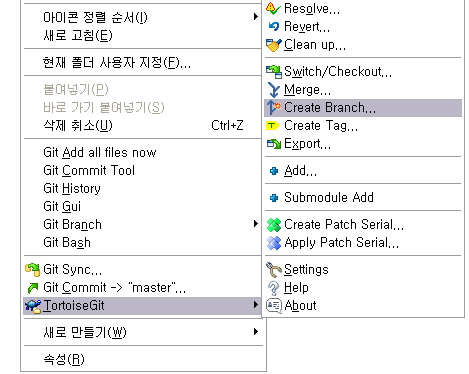 아이콘 정렬 순서(I)
새로 고침(E)
현재 폴더 사용자 지정(F)...
붙여넣기(P)
바로 가기 붙여넣기(S)
삭제 취소(U) Ctrl+Z
Git Add all files now
Git Commit Tool
Git History
Git Gui
Git Branch
Git Bash
Git Sync...
Git Commit -> "master"...
TortoiseGit
새로 만들기(W)
속성(R)
Resolve...
Revert...
Clean up...
Switch/Checkout...
Merge...
Create Branch...
Create Tag...
Export...
Add...
Submodule Add
Create Patch Serial...
Apply Patch Serial...
Settings
Help
About